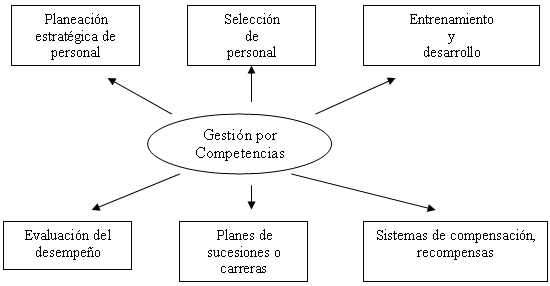 Planeación
estratégica de
personal
Selección
de
personal
Entrenamiento
y
desarrollo
Gestión por
Competencias
Evaluación del
desempeño
Planes de
sucesiones o
carreras
Sistemas de compensación,
recompensas